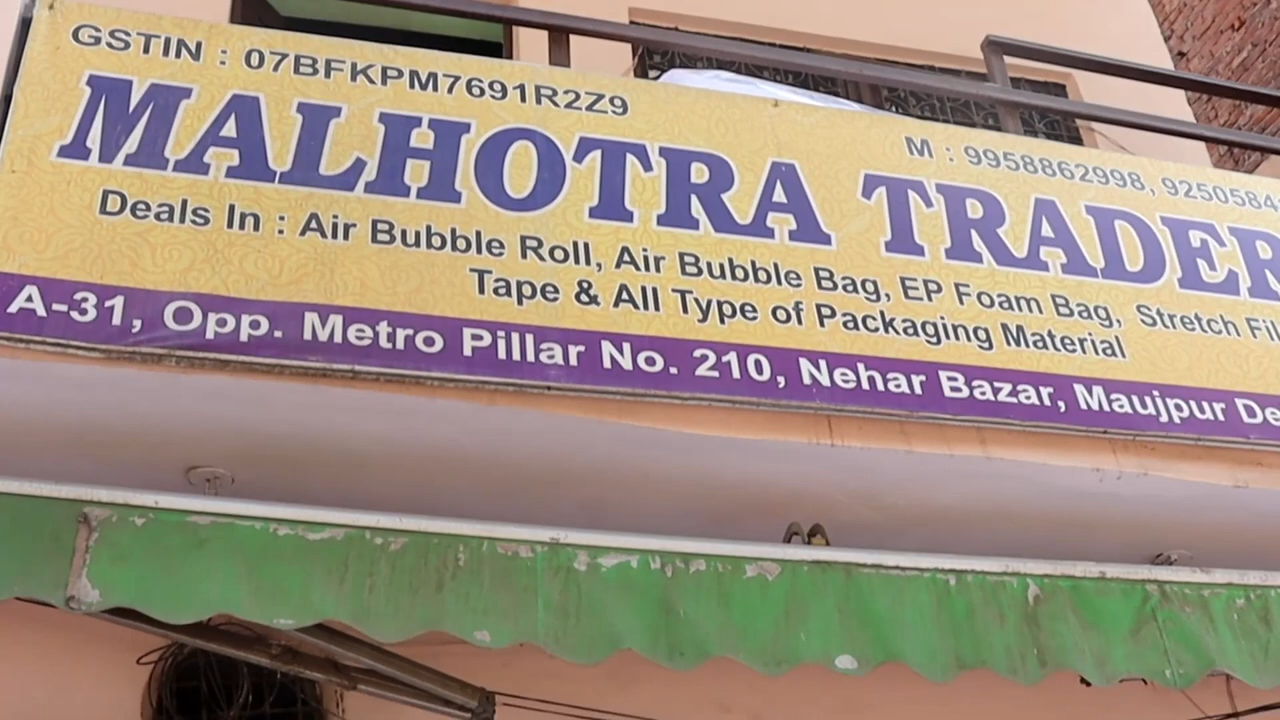 GSTIN : 07BFKPM7691R2Z9
M : 9958862998, 925058
MALHOTRA TRADER
Deals In : Air Bubble Roll, Air Bubble Bag, EP Foam Bag, Stretch Fil
Tape & All Type of Packaging Material
A-31, Opp. Metro Pillar No. 210, Nehar Bazar, Maujpur De